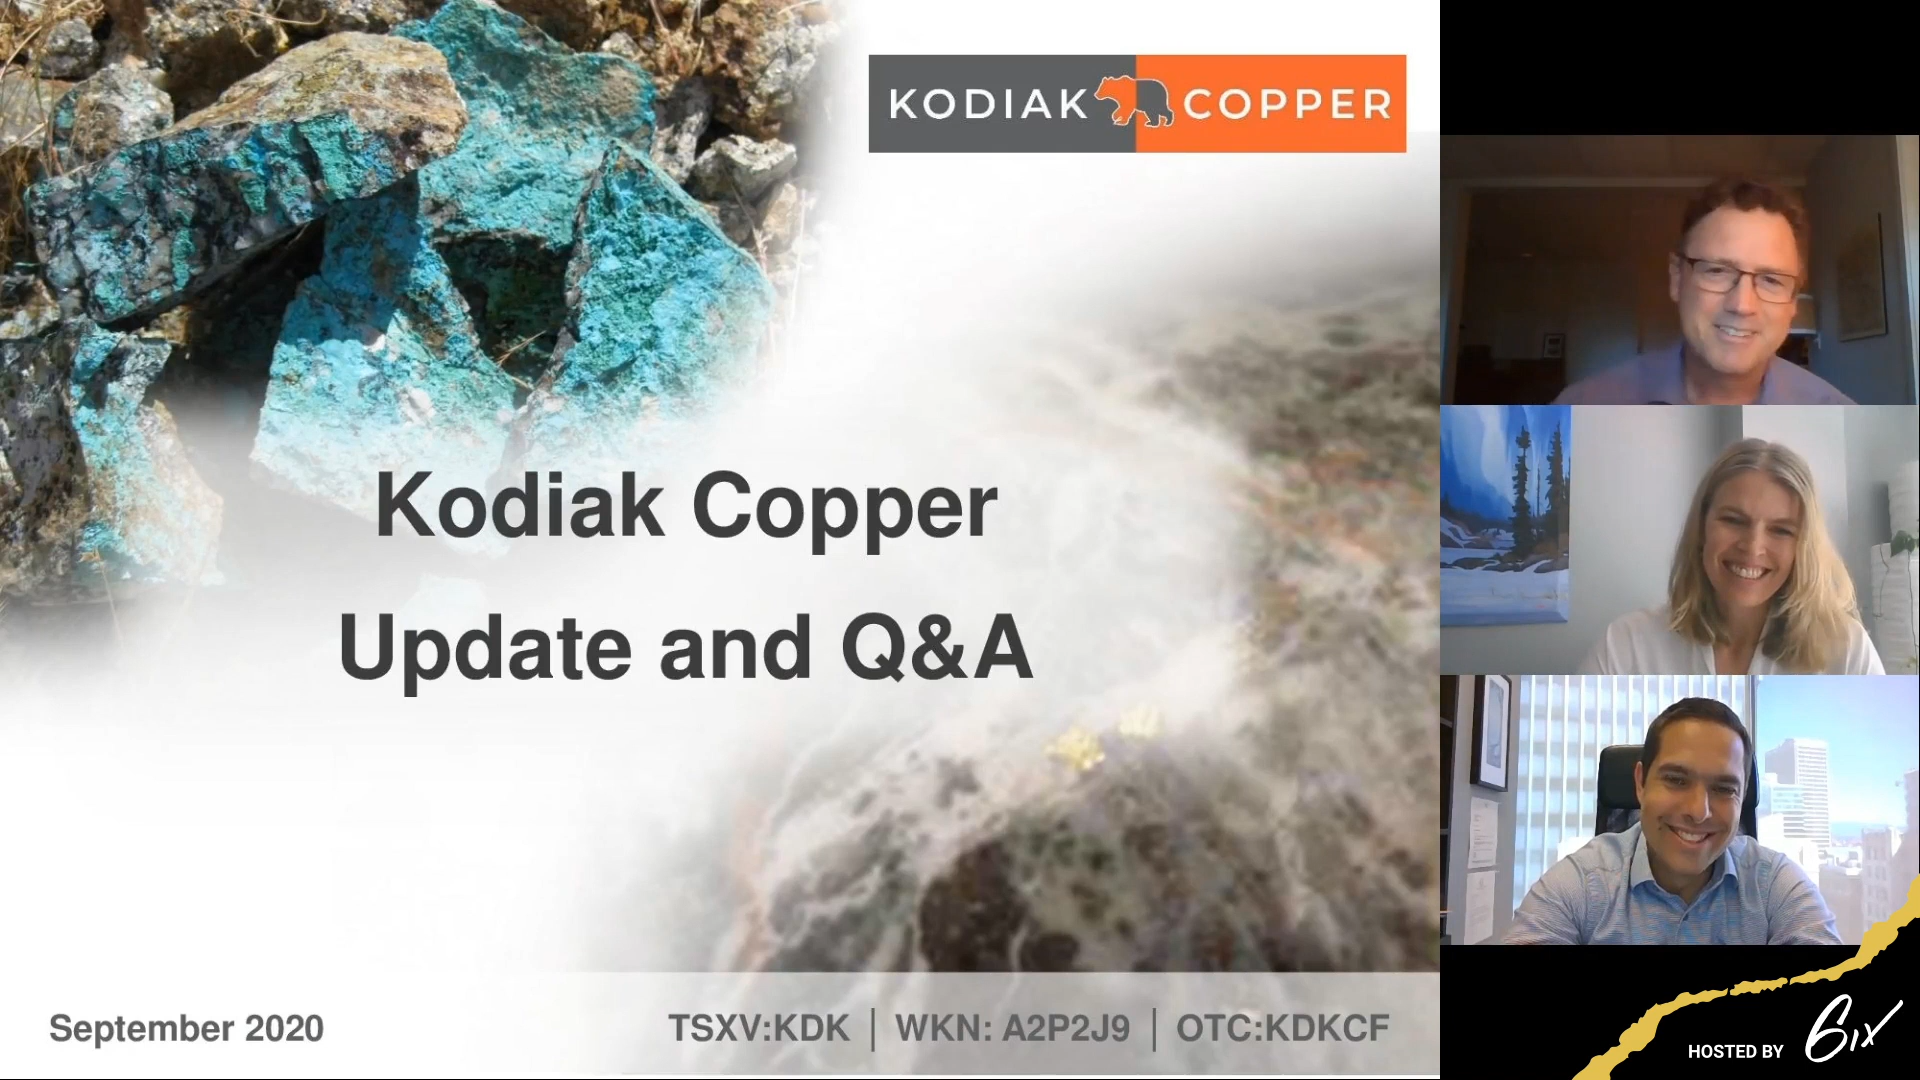 KODIAK COPPER
Kodiak Copper
Update and Q&A
September 2020
TSXV:KDK | WKN: A2P2J9 | OTC:KDKCF
HOSTED BY 6ix